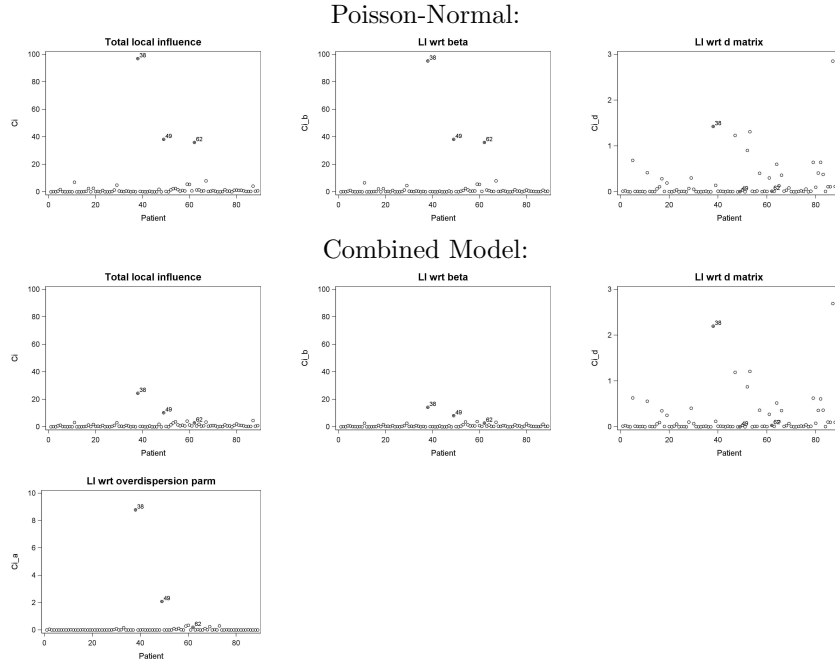 Poisson-Normal:
Total local influence
LI wrt beta
LI wrt d matrix
Ci
100
80
60
40
20
0
38
49
62
0 20 40 60 80
Patient
Ci_b
100
80
60
40
20
0
38
49
62
0 20 40 60 80
Patient
Ci_d
3
2
1
0
38
49
62
0 20 40 60 80
Patient
Combined Model:
Total local influence
LI wrt beta
LI wrt d matrix
Ci
100
80
60
40
20
0
38
49
62
0 20 40 60 80
Patient
Ci_b
100
80
60
40
20
0
38
49
62
0 20 40 60 80
Patient
Ci_d
3
2
1
0
38
49
62
0 20 40 60 80
Patient
LI wrt overdispersion parm
Ci_a
10
8
6
4
2
0
38
49
62
0 20 40 60 80
Patient